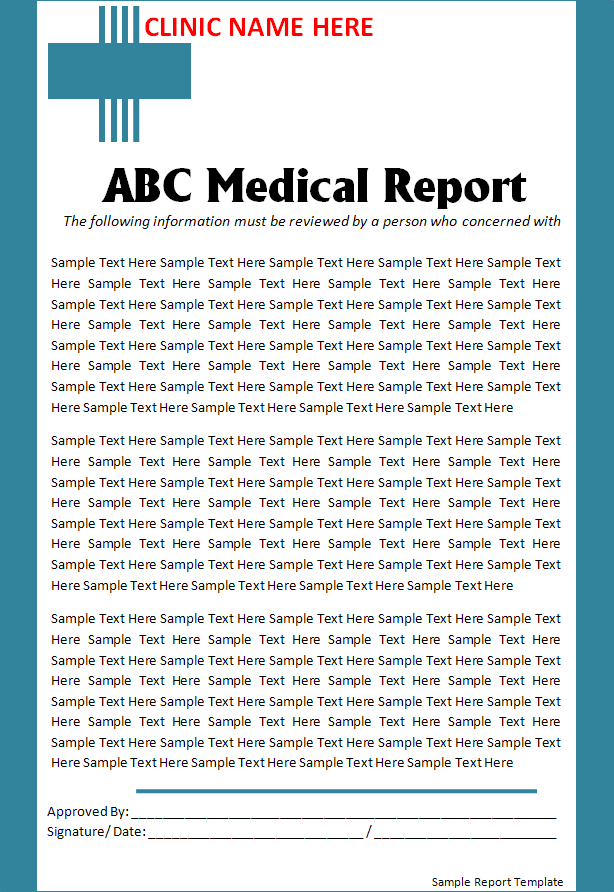 CLINIC NAME HERE
ABC Medical Report
The following information must be reviewed by a person who concerned with
Sample Text Here Sample Text Here Sample Text Here Sample Text Here Sample Text
Here Sample Text Here Sample Text Here Sample Text Here Sample Text Here
Sample Text Here Sample Text Here Sample Text Here Sample Text Here Sample Text
Here Sample Text Here Sample Text Here Sample Text Here Sample Text Here
Sample Text Here Sample Text Here Sample Text Here Sample Text Here Sample Text
Here Sample Text Here Sample Text Here Sample Text Here Sample Text Here
Sample Text Here Sample Text Here Sample Text Here Sample Text Here Sample Text
Here Sample Text Here Sample Text Here Sample Text Here Sample Text Here
Sample Text Here Sample Text Here Sample Text Here Sample Text Here Sample Text
Here Sample Text Here Sample Text Here Sample Text Here Sample Text Here
Sample Text Here Sample Text Here Sample Text Here Sample Text Here Sample Text
Here Sample Text Here Sample Text Here Sample Text Here Sample Text Here
Sample Text Here Sample Text Here Sample Text Here Sample Text Here Sample Text
Here Sample Text Here Sample Text Here Sample Text Here Sample Text Here
Sample Text Here Sample Text Here Sample Text Here Sample Text Here Sample Text
Here Sample Text Here Sample Text Here Sample Text Here Sample Text Here
Sample Text Here Sample Text Here Sample Text Here Sample Text Here Sample Text
Here Sample Text Here Sample Text Here Sample Text Here Sample Text Here
Sample Text Here Sample Text Here Sample Text Here Sample Text Here Sample Text
Here Sample Text Here Sample Text Here Sample Text Here Sample Text Here
Sample Text Here Sample Text Here Sample Text Here Sample Text Here Sample Text
Here Sample Text Here Sample Text Here Sample Text Here Sample Text Here
Sample Text Here Sample Text Here Sample Text Here Sample Text Here Sample Text
Here Sample Text Here Sample Text Here Sample Text Here Sample Text Here
Approved By: ______________________________
Signature/ Date: ______________________________ / ______________________________
Sample Report Template